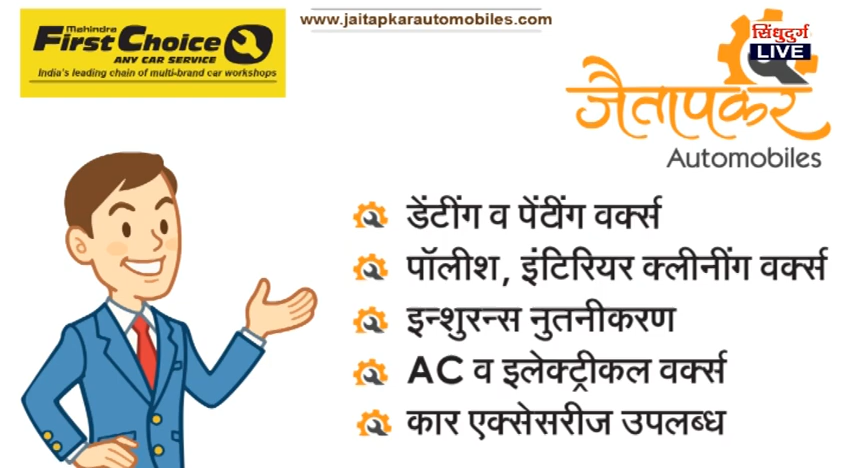 Mahindra
First Choice
ANY CAR SERVICE
India's leading chain of multi-brand car workshops
www.jaitapkarautomobiles.com
सिंधुदुर्ग
LIVE
जैतापकर
Automobiles
डेंटींग व पेंटींग वर्क्स
पॉलीश, इंटिरियर क्लीनींग वर्क्स
इन्शुरन्स नुतनीकरण
AC व इलेक्ट्रीकल वर्क्स
कार एक्सेसरीज उपलब्ध